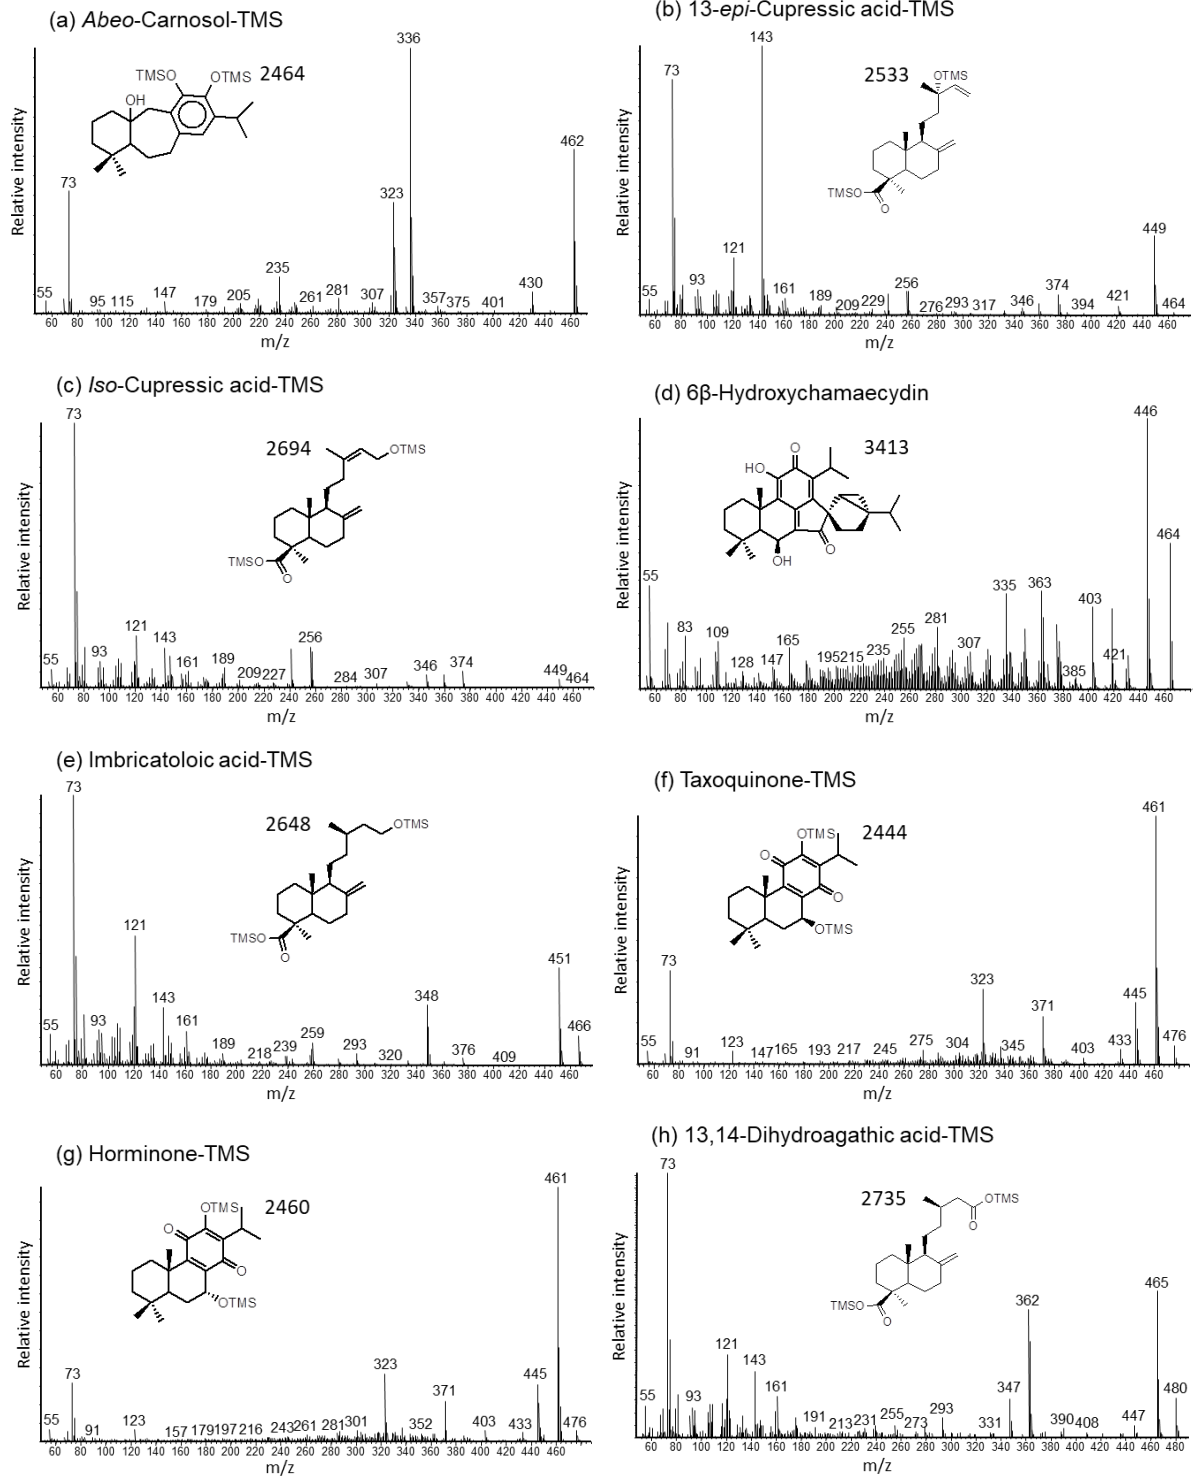 (a) Abeo-Carnosol-TMS
336
TMSO
OTMS
2464
OH
462
73
323
235
55
95
115
147
179
205
261
281
307
357
375
401
430
Relative intensity
60 80 100 120 140 160 180 200 220 240 260 280 300 320 340 360 380 400 420 440 460
m/z
(b) 13-epi-Cupressic acid-TMS
143
73
2533
OTMS
TMSO
O
449
121
55
93
161
189
209
229
256
276
293
317
346
374
394
421
464
Relative intensity
60 80 100 120 140 160 180 200 220 240 260 280 300 320 340 360 380 400 420 440 460
m/z
(c) Iso-Cupressic acid-TMS
73
2694
OTMS
TMSO
O
121
143
55
93
161
189
209
227
256
284
307
346
374
449
464
Relative intensity
60 80 100 120 140 160 180 200 220 240 260 280 300 320 340 360 380 400 420 440 460
m/z
(d) 6β-Hydroxychamaecydin
446
O
HO
3413
O
OH
464
55
83
109
128
147
165
195
215
235
255
281
307
335
363
385
403
421
Relative intensity
60 80 100 120 140 160 180 200 220 240 260 280 300 320 340 360 380 400 420 440 460
m/z
(e) Imbricatoloic acid-TMS
73
2648
OTMS
TMSO
O
121
143
451
55
93
161
189
218
239
259
293
320
348
376
409
466
Relative intensity
60 80 100 120 140 160 180 200 220 240 260 280 300 320 340 360 380 400 420 440 460
m/z
(f) Taxoquinone-TMS
461
OTMS
2444
O
O
OTMS
73
323
371
445
55
91
123
147
165
193
217
245
275
304
345
403
433
476
Relative intensity
60 80 100 120 140 160 180 200 220 240 260 280 300 320 340 360 380 400 420 440 460
m/z
(g) Horminone-TMS
461
OTMS
2460
O
O
OTMS
73
323
371
445
55
91
123
157
179
197
216
243
261
281
301
352
403
433
476
Relative intensity
60 80 100 120 140 160 180 200 220 240 260 280 300 320 340 360 380 400 420 440 460
m/z
(h) 13,14-Dihydroagathic acid-TMS
73
2735
OTMS
O
TMSO
O
465
362
121
143
55
93
161
191
213
231
255
273
293
331
347
390
408
447
480
Relative intensity
60 80 100 120 140 160 180 200 220 240 260 280 300 320 340 360 380 400 420 440 460 480
m/z